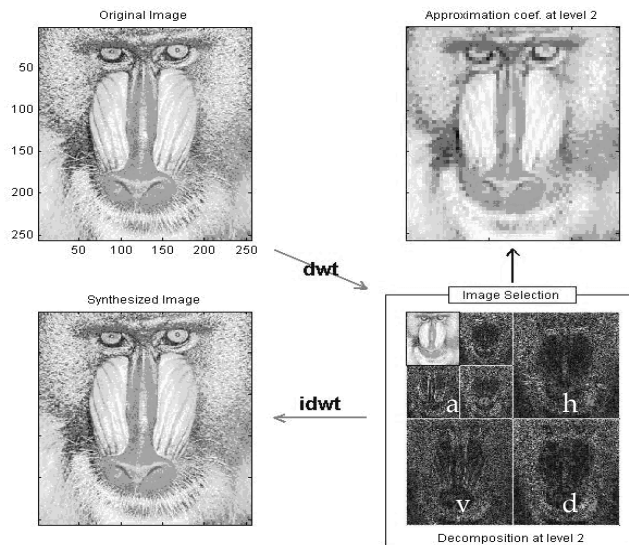 Original Image
Approximation coef. at level 2
50
100
150
200
250
50 100 150 200 250
dwt
Synthesized Image
Image Selection
idwt
a
h
v
d
Decomposition at level 2